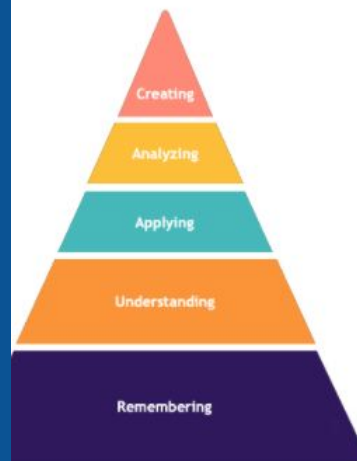 Creating
Analyzing
Applying
Understanding
Remembering